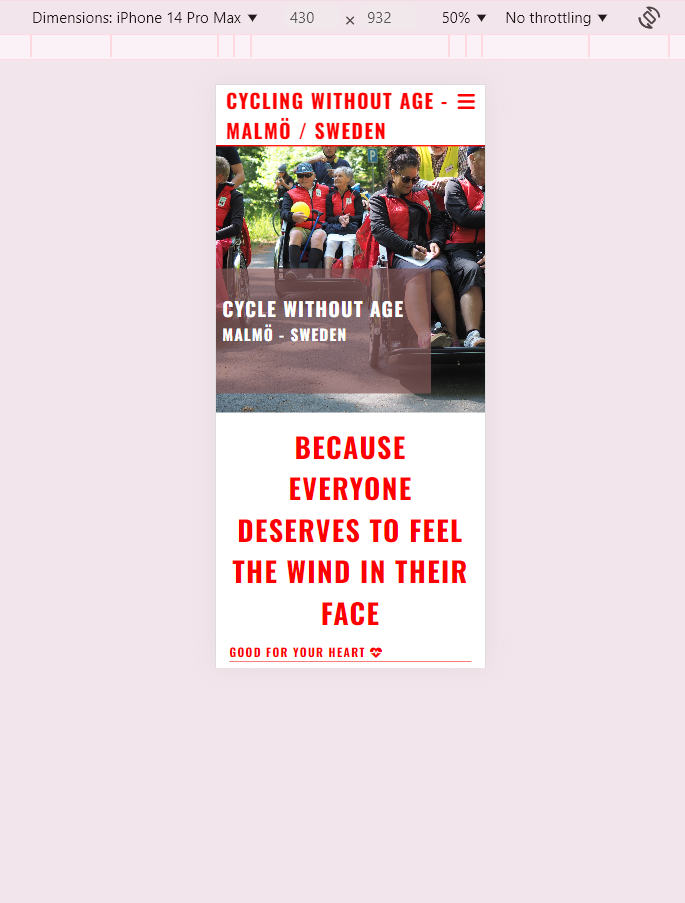 Dimensions: iPhone 14 Pro Max ▼ 430 × 932 50% ▼ No throttling ▼
CYCLING WITHOUT AGE -
MALMÖ / SWEDEN
P
CYCLE WITHOUT AGE
MALMÖ - SWEDEN
BECAUSE
EVERYONE
DESERVES TO FEEL
THE WIND IN THEIR
FACE
GOOD FOR YOUR HEART